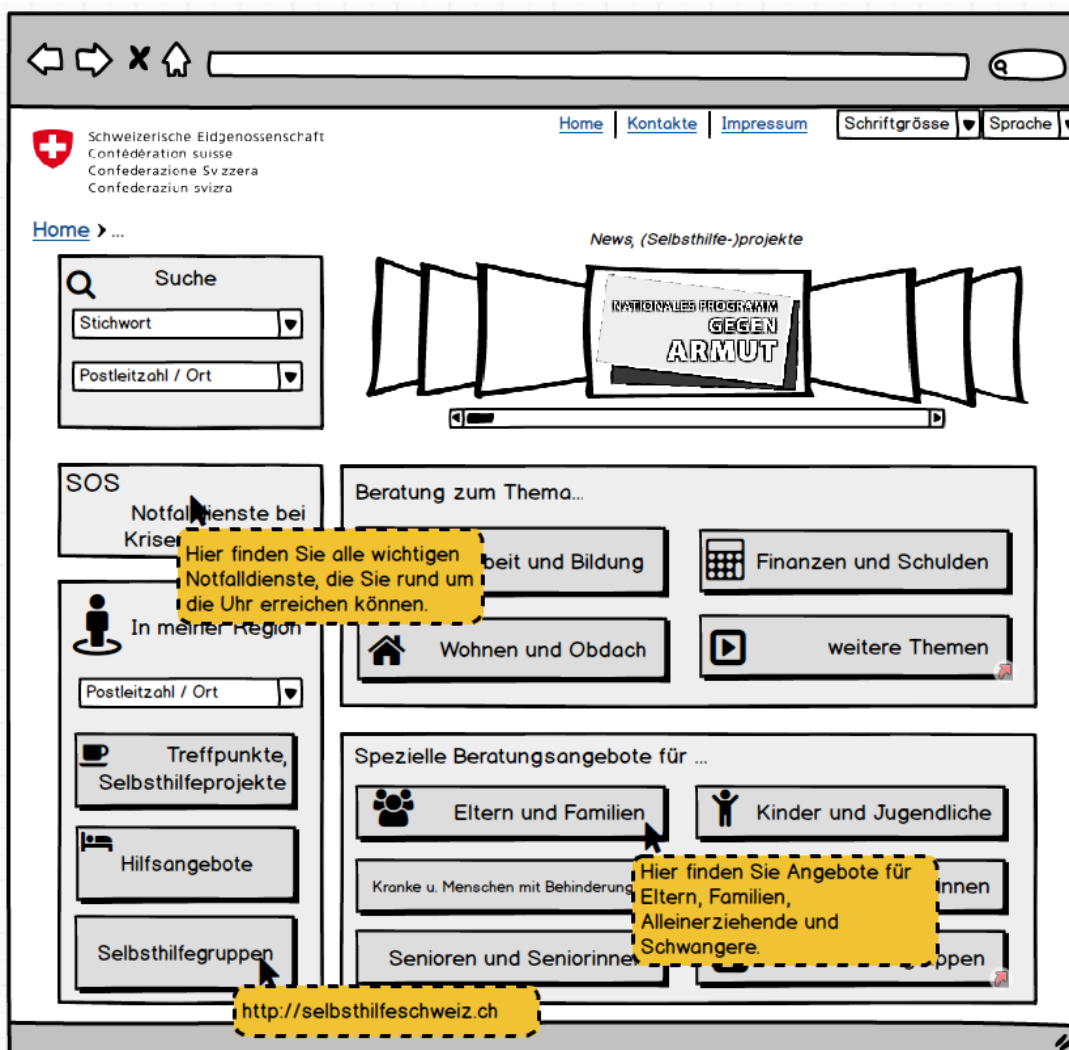 Home | Kontakte | Impressum
Schriftgrösse
Sprache
Schweizerische Eidgenossenschaft
Confédération suisse
Confederazione Svizzera
Confederaziun svizra
Home > ...
News, (Selbsthilfe-)projekte
Suche
Stichwort
Postleitzahl / Ort
NATIONALES PROGRAMM
GEGEN
ARMUT
SOS
Notfalldienste bei
Hier finden Sie alle wichtigen
Notfalldienste, die Sie rund um
die Uhr erreichen können.
In meiner Region
Postleitzahl / Ort
Treffpunkte,
Selbsthilfeprojekte
Hilfsangebote
Selbsthilfegruppen
http://selbsthilfeschweiz.ch
Beratung zum Thema...
und Bildung
Finanzen und Schulden
Wohnen und Obdach
weitere Themen
Spezielle Beratungsangebote für ...
Eltern und Familien
Kinder und Jugendliche
Kranke u. Menschen mit Behinderung
Hier finden Sie Angebote für
Eltern, Familien,
Alleinerziehende und
Schwangere.
Senioren und Seniorinnen